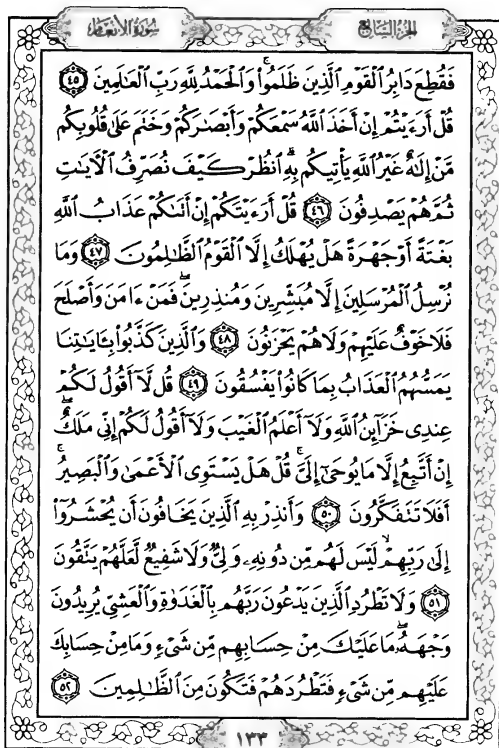 سُورَةُ الأنعَام
الجزء السابع
فَقُطِعَ دَابِرُ ٱلْقَوْمِ ٱلَّذِينَ ظَلَمُوا۟ ۚ وَٱلْحَمْدُ لِلَّهِ رَبِّ ٱلْعَـٰلَمِينَ ٤٥
قُلْ أَرَءَيْتُمْ إِنْ أَخَذَ ٱللَّهُ سَمْعَكُمْ وَأَبْصَـٰرَكُمْ وَخَتَمَ عَلَىٰ قُلُوبِكُم
مَّنْ إِلَـٰهٌ غَيْرُ ٱللَّهِ يَأْتِيكُم بِهِ ۗ ٱنظُرْ كَيْفَ نُصَرِّفُ ٱلْـَٔايَـٰتِ
ثُمَّ هُمْ يَصْدِفُونَ ٤٦ قُلْ أَرَءَيْتَكُمْ إِنْ أَتَىٰكُمْ عَذَابُ ٱللَّهِ
بَغْتَةً أَوْ جَهْرَةً هَلْ يُهْلَكُ إِلَّا ٱلْقَوْمُ ٱلظَّـٰلِمُونَ ٤٧ وَمَا
نُرْسِلُ ٱلْمُرْسَلِينَ إِلَّا مُبَشِّرِينَ وَمُنذِرِينَ ۖ فَمَنْ ءَامَنَ وَأَصْلَحَ
فَلَا خَوْفٌ عَلَيْهِمْ وَلَا هُمْ يَحْزَنُونَ ٤٨ وَٱلَّذِينَ كَذَّبُوا۟ بِـَٔايَـٰتِنَا
يَمَسُّهُمُ ٱلْعَذَابُ بِمَا كَانُوا۟ يَفْسُقُونَ ٤٩ قُل لَّآ أَقُولُ لَكُمْ
عِندِى خَزَآئِنُ ٱللَّهِ وَلَآ أَعْلَمُ ٱلْغَيْبَ وَلَآ أَقُولُ لَكُمْ إِنِّى مَلَكٌ ۖ
إِنْ أَتَّبِعُ إِلَّا مَا يُوحَىٰٓ إِلَىَّ ۚ قُلْ هَلْ يَسْتَوِى ٱلْأَعْمَىٰ وَٱلْبَصِيرُ ۚ
أَفَلَا تَتَفَكَّرُونَ ٥٠ وَأَنذِرْ بِهِ ٱلَّذِينَ يَخَافُونَ أَن يُحْشَرُوٓا۟
إِلَىٰ رَبِّهِمْ ۙ لَيْسَ لَهُم مِّن دُونِهِۦ وَلِىٌّ وَلَا شَفِيعٌ لَّعَلَّهُمْ يَتَّقُونَ
٥١ وَلَا تَطْرُدِ ٱلَّذِينَ يَدْعُونَ رَبَّهُم بِٱلْغَدَوٰةِ وَٱلْعَشِىِّ يُرِيدُونَ
وَجْهَهُۥ ۖ مَا عَلَيْكَ مِنْ حِسَابِهِم مِّن شَىْءٍ وَمَا مِنْ حِسَابِكَ
عَلَيْهِم مِّن شَىْءٍ فَتَطْرُدَهُمْ فَتَكُونَ مِنَ ٱلظَّـٰلِمِينَ ٥٢
١٣٣